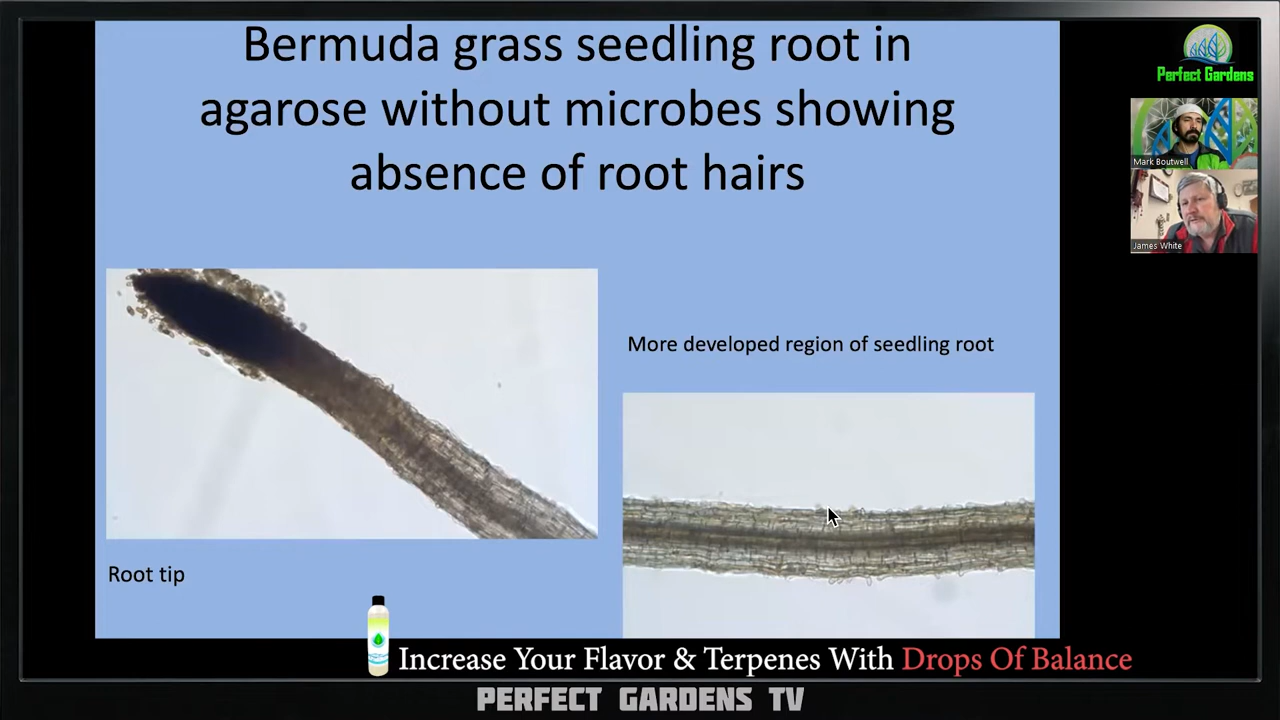 Bermuda grass seedling root in
agarose without microbes showing
absence of root hairs
Perfect Gardens
Mark Boutwell
James White
More developed region of seedling root
Root tip
Increase Your Flavor & Terpenes With Drops Of Balance
PERFECT GARDENS TV